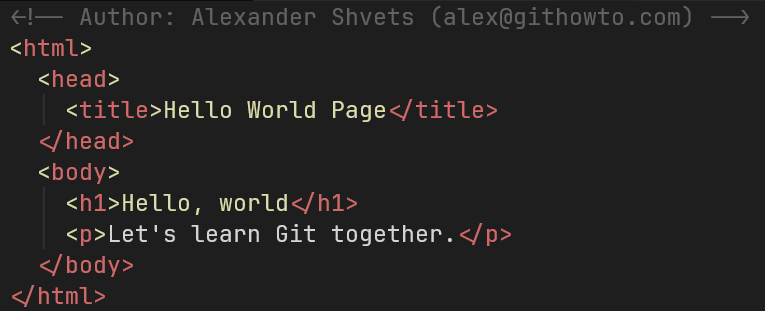 <!-- Author: Alexander Shvets (alex@githowto.com) -->
<html>
  <head>
    <title>Hello World Page</title>
  </head>
  <body>
    <h1>Hello, world</h1>
    <p>Let's learn Git together.</p>
  </body>
</html>